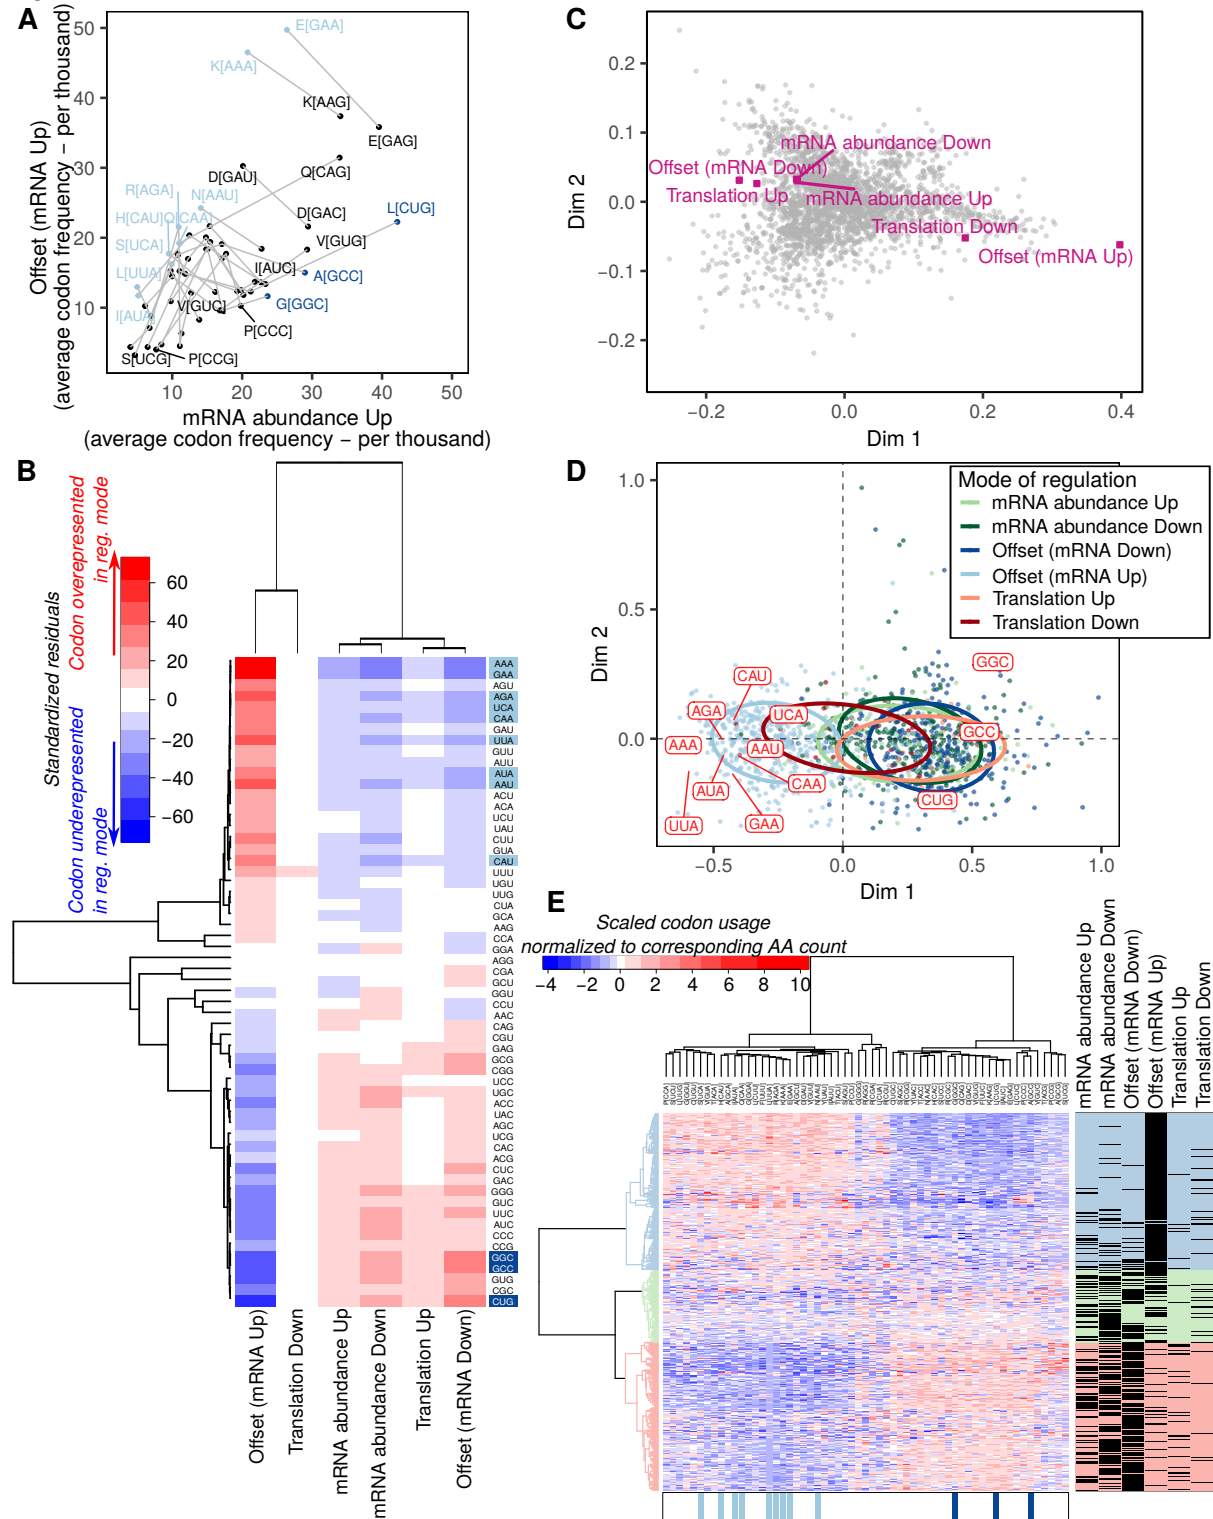 A
50
40
30
20
10
Offset (mRNA Up)
(average codon frequency − per thousand)
E[GAA]
K[AAA]
K[AAG]
E[GAG]
Q[CAG]
D[GAU]
R[AGA]
N[AAU]
H[CAU]
Q[CAA]
L[CUG]
D[GAC]
S[UCA]
V[GUG]
L[UUA]
I[AUC]
A[GCC]
I[AUA]
V[GUC]
G[GGC]
P[CCC]
S[UCG]
P[CCG]
10
20
30
40
50
mRNA abundance Up
(average codon frequency − per thousand)
C
0.2
0.1
0.0
−0.1
−0.2
Dim 2
mRNA abundance Down
Offset (mRNA Down)
Translation Up
mRNA abundance Up
Translation Down
Offset (mRNA Up)
−0.2
0.0
0.2
0.4
Dim 1
B
Codon overepresented
in reg. mode
Standardized residuals
Codon underepresented
in reg. mode
60
40
20
0
−20
−40
−60
AAA
GAA
AGU
AGA
UCA
CAA
GAU
UUA
GUU
AUU
AUA
AAU
ACU
ACA
UCU
UAU
CUU
GUA
CAU
UUU
UGU
UUG
CUA
GCA
AAG
CCA
GGA
AGG
CGA
GCU
GGU
CCU
AAC
CAG
CGU
GAG
GCG
CGG
UCC
UGC
ACC
UAC
AGC
UCG
CAC
ACG
CUC
GAC
GGG
GUC
UUC
AUC
CCC
CCG
GGC
GCC
GUG
CGC
CUG
Offset (mRNA Up)
Translation Down
mRNA abundance Up
mRNA abundance Down
Translation Up
Offset (mRNA Down)
D
1.0
0.5
0.0
Dim 2
Mode of regulation
mRNA abundance Up
mRNA abundance Down
Offset (mRNA Down)
Offset (mRNA Up)
Translation Up
Translation Down
GGC
CAU
AGA
UCA
GCC
AAA
AAU
CAA
AUA
CUG
UUA
GAA
−0.5
0.0
0.5
1.0
Dim 1
E
Scaled codon usage
normalized to corresponding AA count
−4
−2
0
2
4
6
8
10
mRNA abundance Up
mRNA abundance Down
Offset (mRNA Down)
Offset (mRNA Up)
Translation Up
Translation Down